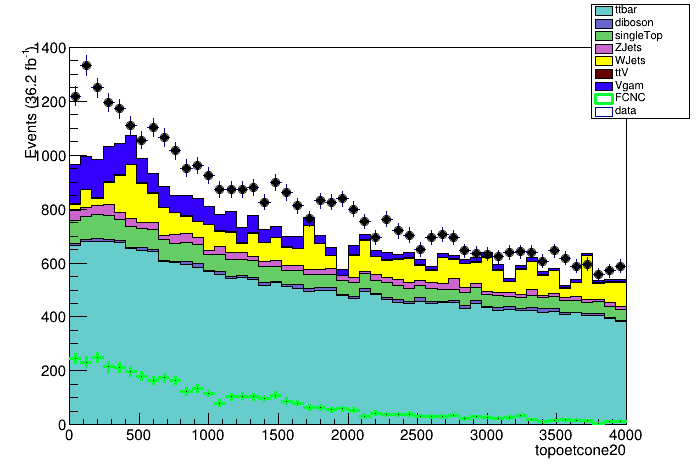 ttbar
diboson
singleTop
ZJets
WJets
ttV
Vgam
FCNC
data
Events (36.2 fb⁻¹)
1400
1200
1000
800
600
400
200
0
0 500 1000 1500 2000 2500 3000 3500 4000
topoetcone20